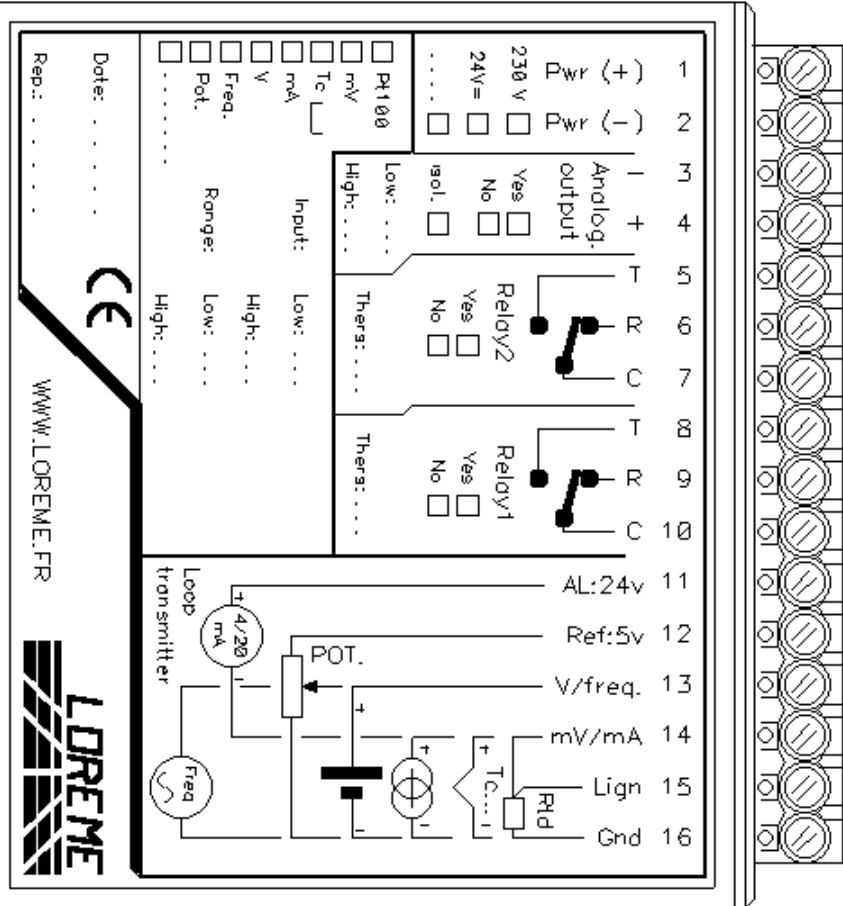 Pwr (+) 1
Pwr (-) 2
230 V
24V=
. . . .
Analog. output
- 3
+ 4
Yes
No
isol.
Low: . . .
High: . . .
T 5
R 6
C 7
Relay2
Yes
No
Thers: . . . .
T 8
R 9
C 10
Relay1
Yes
No
Thers: . . . .
Pt100
mV
Tc
mA
V
Freq.
Pot.
. . . . . .
Input:
Low: . . .
High: . . .
Range:
Low: . . .
High: . . .
AL:24v 11
Ref:5v 12
V/freq. 13
mV/mA 14
Lign 15
Gnd 16
Loop
transmitter
+
4/20
mA
-
POT.
Freq
+
-
+
-
+
Tc....
-
Rtd
Date: . . . . .
Rep.: . . . . .
CE
WWW.LOREME.FR
LOREME